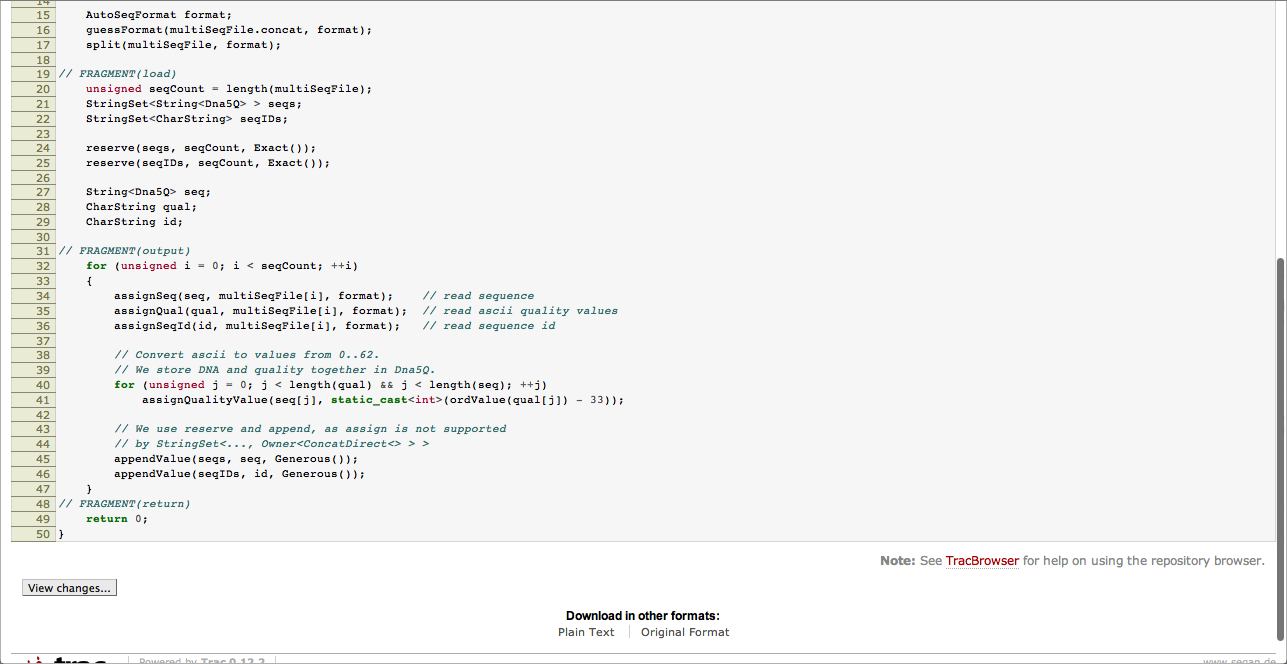 14
15 AutoSeqFormat format;
16 guessFormat(multiSeqFile.concat, format);
17 split(multiSeqFile, format);
18
19 // FRAGMENT(load)
20 unsigned seqCount = length(multiSeqFile);
21 StringSet<String<Dna5Q> > seqs;
22 StringSet<CharString> seqIDs;
23
24 reserve(seqs, seqCount, Exact());
25 reserve(seqIDs, seqCount, Exact());
26
27 String<Dna5Q> seq;
28 CharString qual;
29 CharString id;
30
31 // FRAGMENT(output)
32 for (unsigned i = 0; i < seqCount; ++i)
33 {
34 assignSeq(seq, multiSeqFile[i], format); // read sequence
35 assignQual(qual, multiSeqFile[i], format); // read ascii quality values
36 assignSeqId(id, multiSeqFile[i], format); // read sequence id
37
38 // Convert ascii to values from 0..62.
39 // We store DNA and quality together in Dna5Q.
40 for (unsigned j = 0; j < length(qual) && j < length(seq); ++j)
41 assignQualityValue(seq[j], static_cast<int>(ordValue(qual[j]) - 33));
42
43 // We use reserve and append, as assign is not supported
44 // by StringSet<..., Owner<ConcatDirect<> > >
45 appendValue(seqs, seq, Generous());
46 appendValue(seqIDs, id, Generous());
47 }
48 // FRAGMENT(return)
49 return 0;
50 }
Note: See TracBrowser for help on using the repository browser.
View changes...
Download in other formats:
Plain Text
Original Format
trac
Powered by Trac 0.12.2
www.seqan.de